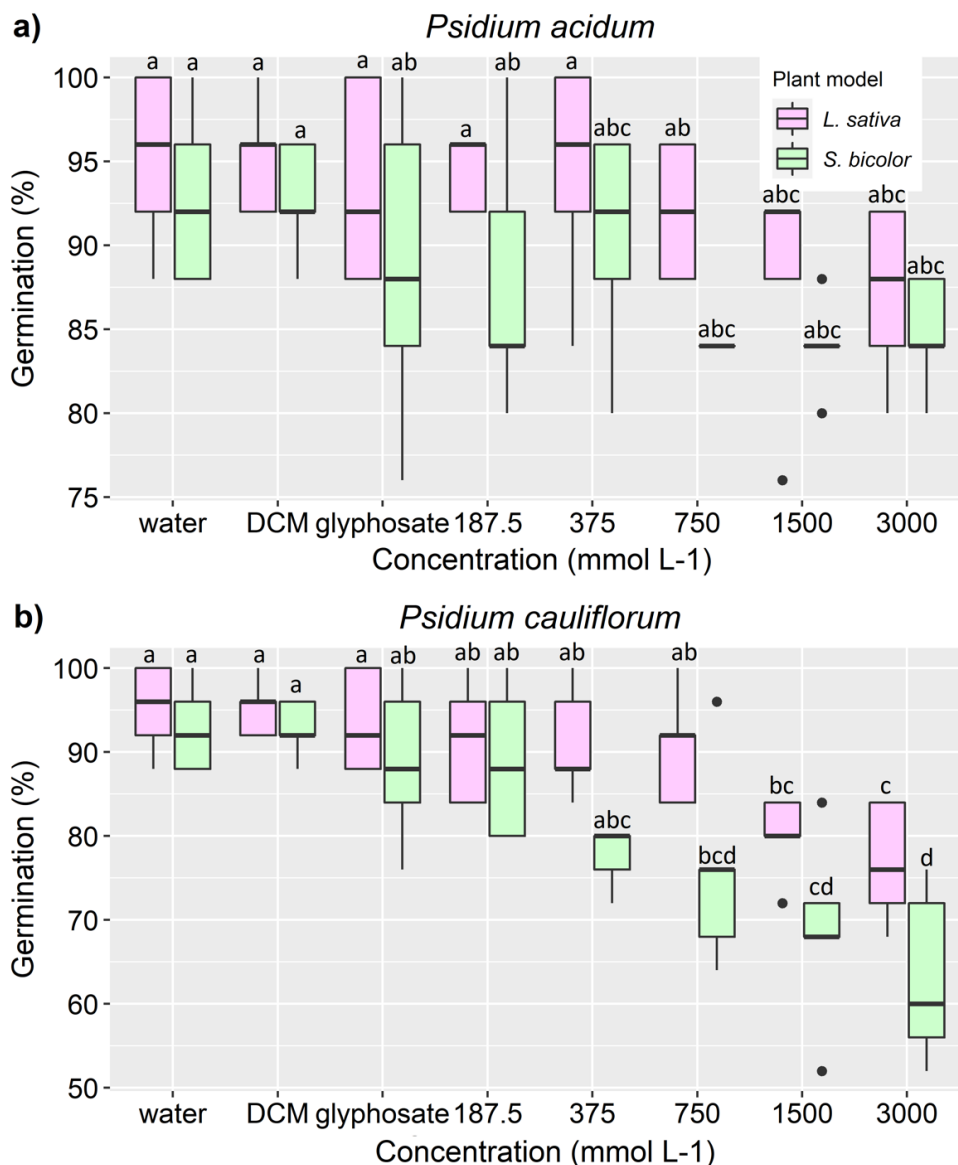 a) Psidium acidum
a a a a a ab a ab a abc ab abc abc abc abc abc
Plant model
L. sativa
S. bicolor
100
95
90
85
80
75
Germination (%)
water DCM glyphosate 187.5 375 750 1500 3000
Concentration (mmol L-1)
b) Psidium cauliflorum
a a a a a ab ab ab ab abc ab bcd bc cd c d
100
90
80
70
60
50
Germination (%)
water DCM glyphosate 187.5 375 750 1500 3000
Concentration (mmol L-1)